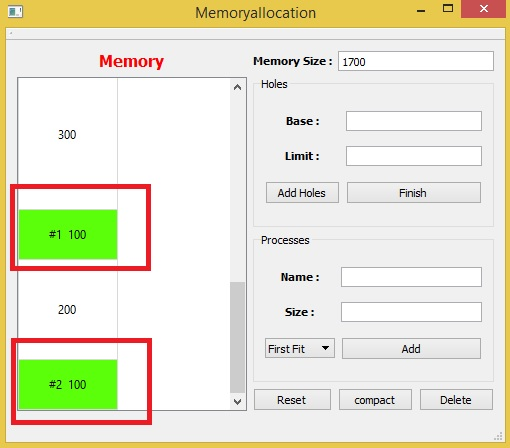 Memoryallocation
Memory
Memory Size : 1700
Holes
Base :
Limit :
Add Holes Finish
Processes
Name :
Size :
First Fit Add
Reset compact Delete
300
#1 100
200
#2 100